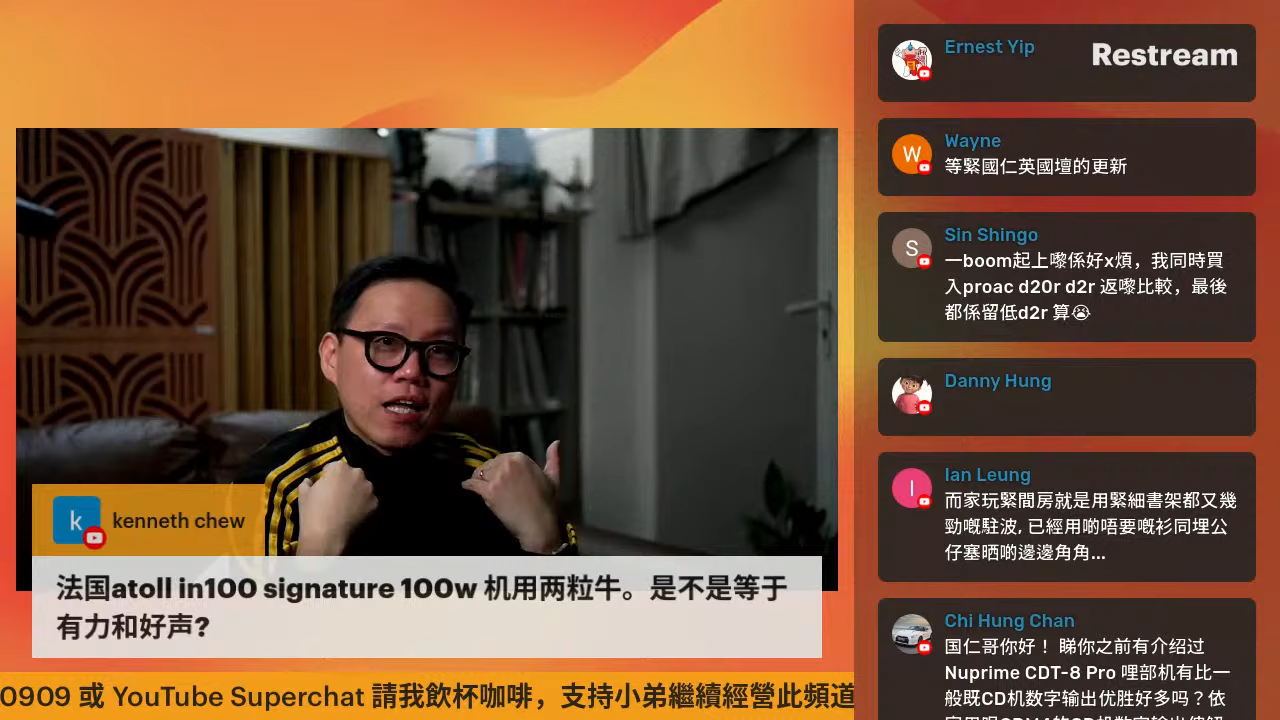 kenneth chew
法国atoll in100 signature 100w 机用两粒牛。是不是等于
有力和好声?
0909 或 YouTube Superchat 請我飲杯咖啡，支持小弟繼續經營此頻道
Restream
Ernest Yip
W
Wayne
等緊國仁英國壇的更新
S
Sin Shingo
一boom起上嚟係好x煩，我同時買
入proac d20r d2r 返嚟比較，最後
都係留低d2r 算😭
Danny Hung
I
Ian Leung
而家玩緊間房就是用緊細書架都又幾
勁嘅駐波, 已經用啲唔要嘅衫同埋公
仔塞晒啲邊邊角角...
Chi Hung Chan
国仁哥你好！ 睇你之前有介绍过
Nuprime CDT-8 Pro 哩部机有比一
般既CD机数字输出优胜好多吗？依